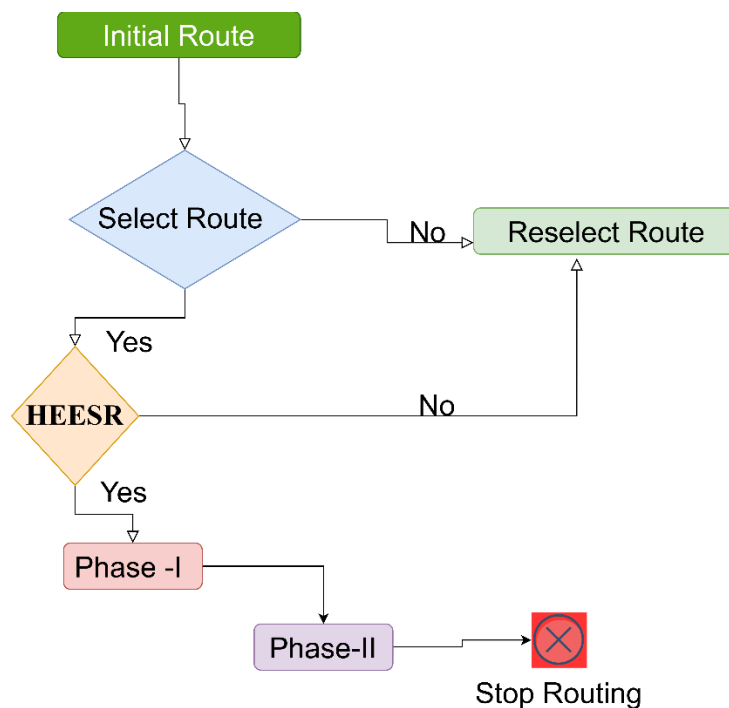 Initial Route
Select Route
No
Reselect Route
Yes
HEESR
No
Yes
Phase -I
Phase-II
Stop Routing